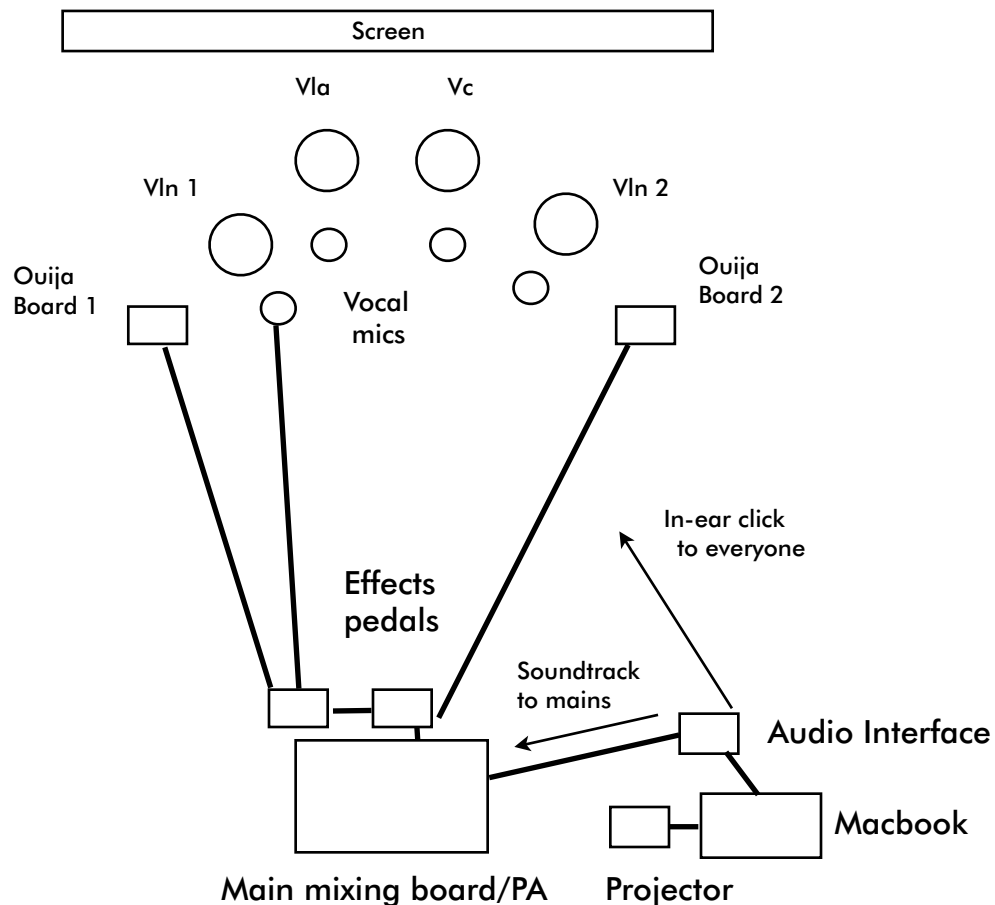 Screen
Vla
Vc
Vln 1
Vln 2
Ouija
Board 1
Vocal
mics
Ouija
Board 2
In-ear click
to everyone
Effects
pedals
Soundtrack
to mains
Audio Interface
Macbook
Main mixing board/PA
Projector